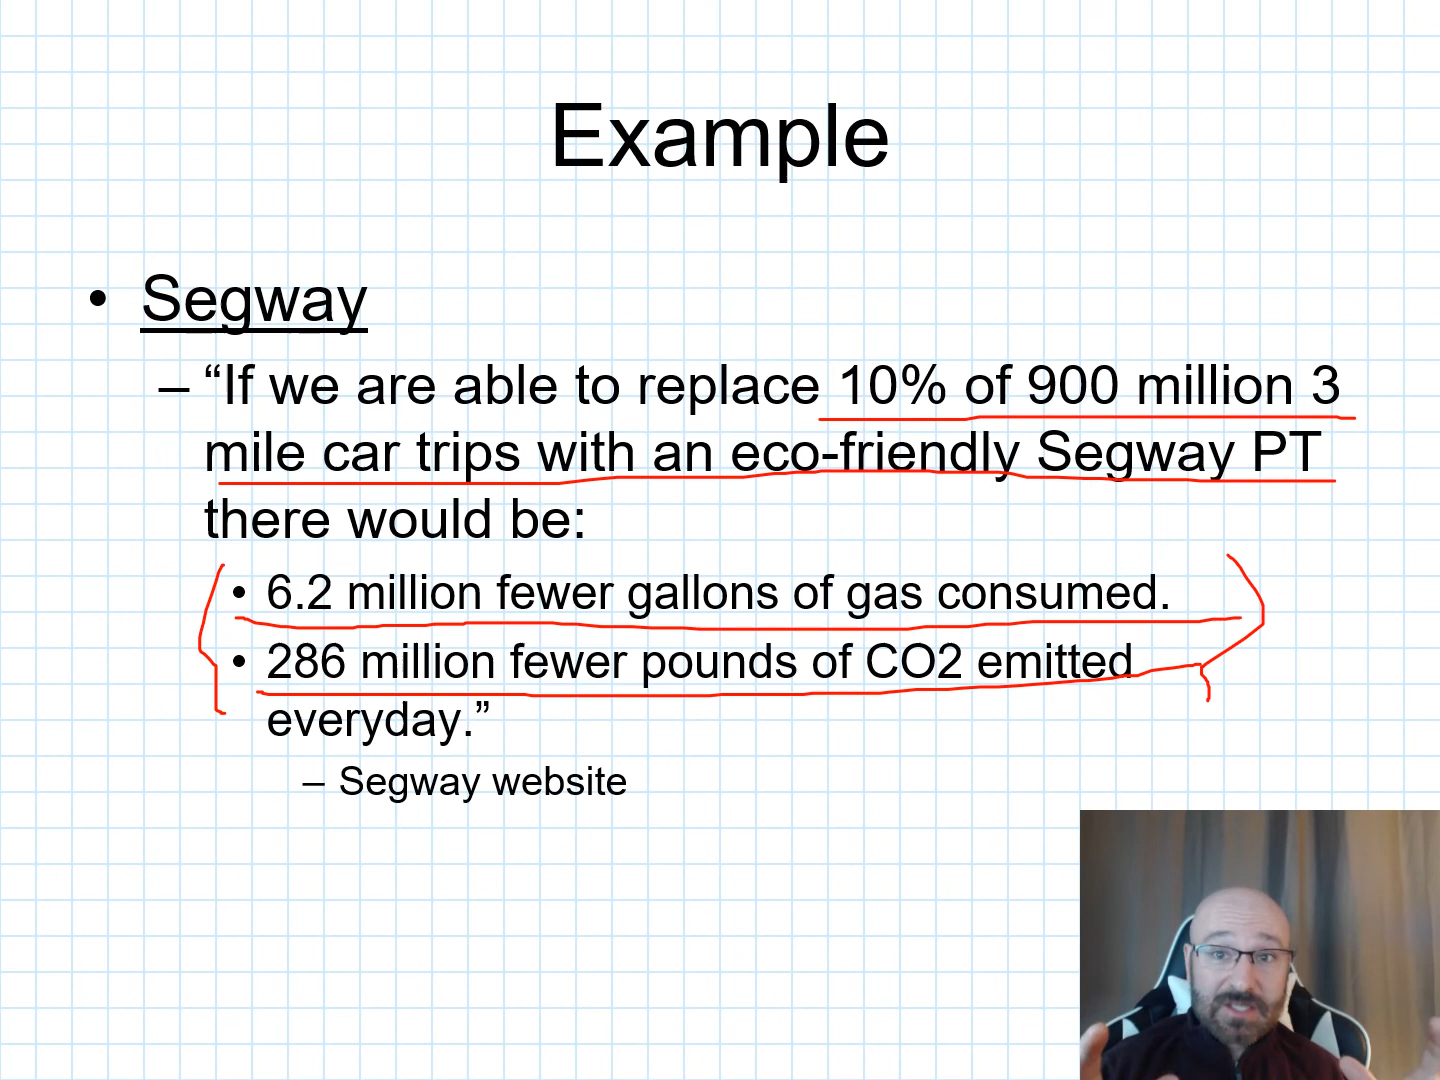 Example
• Segway
– “If we are able to replace 10% of 900 million 3
mile car trips with an eco-friendly Segway PT
there would be:
• 6.2 million fewer gallons of gas consumed.
• 286 million fewer pounds of CO2 emitted
everyday.”
– Segway website